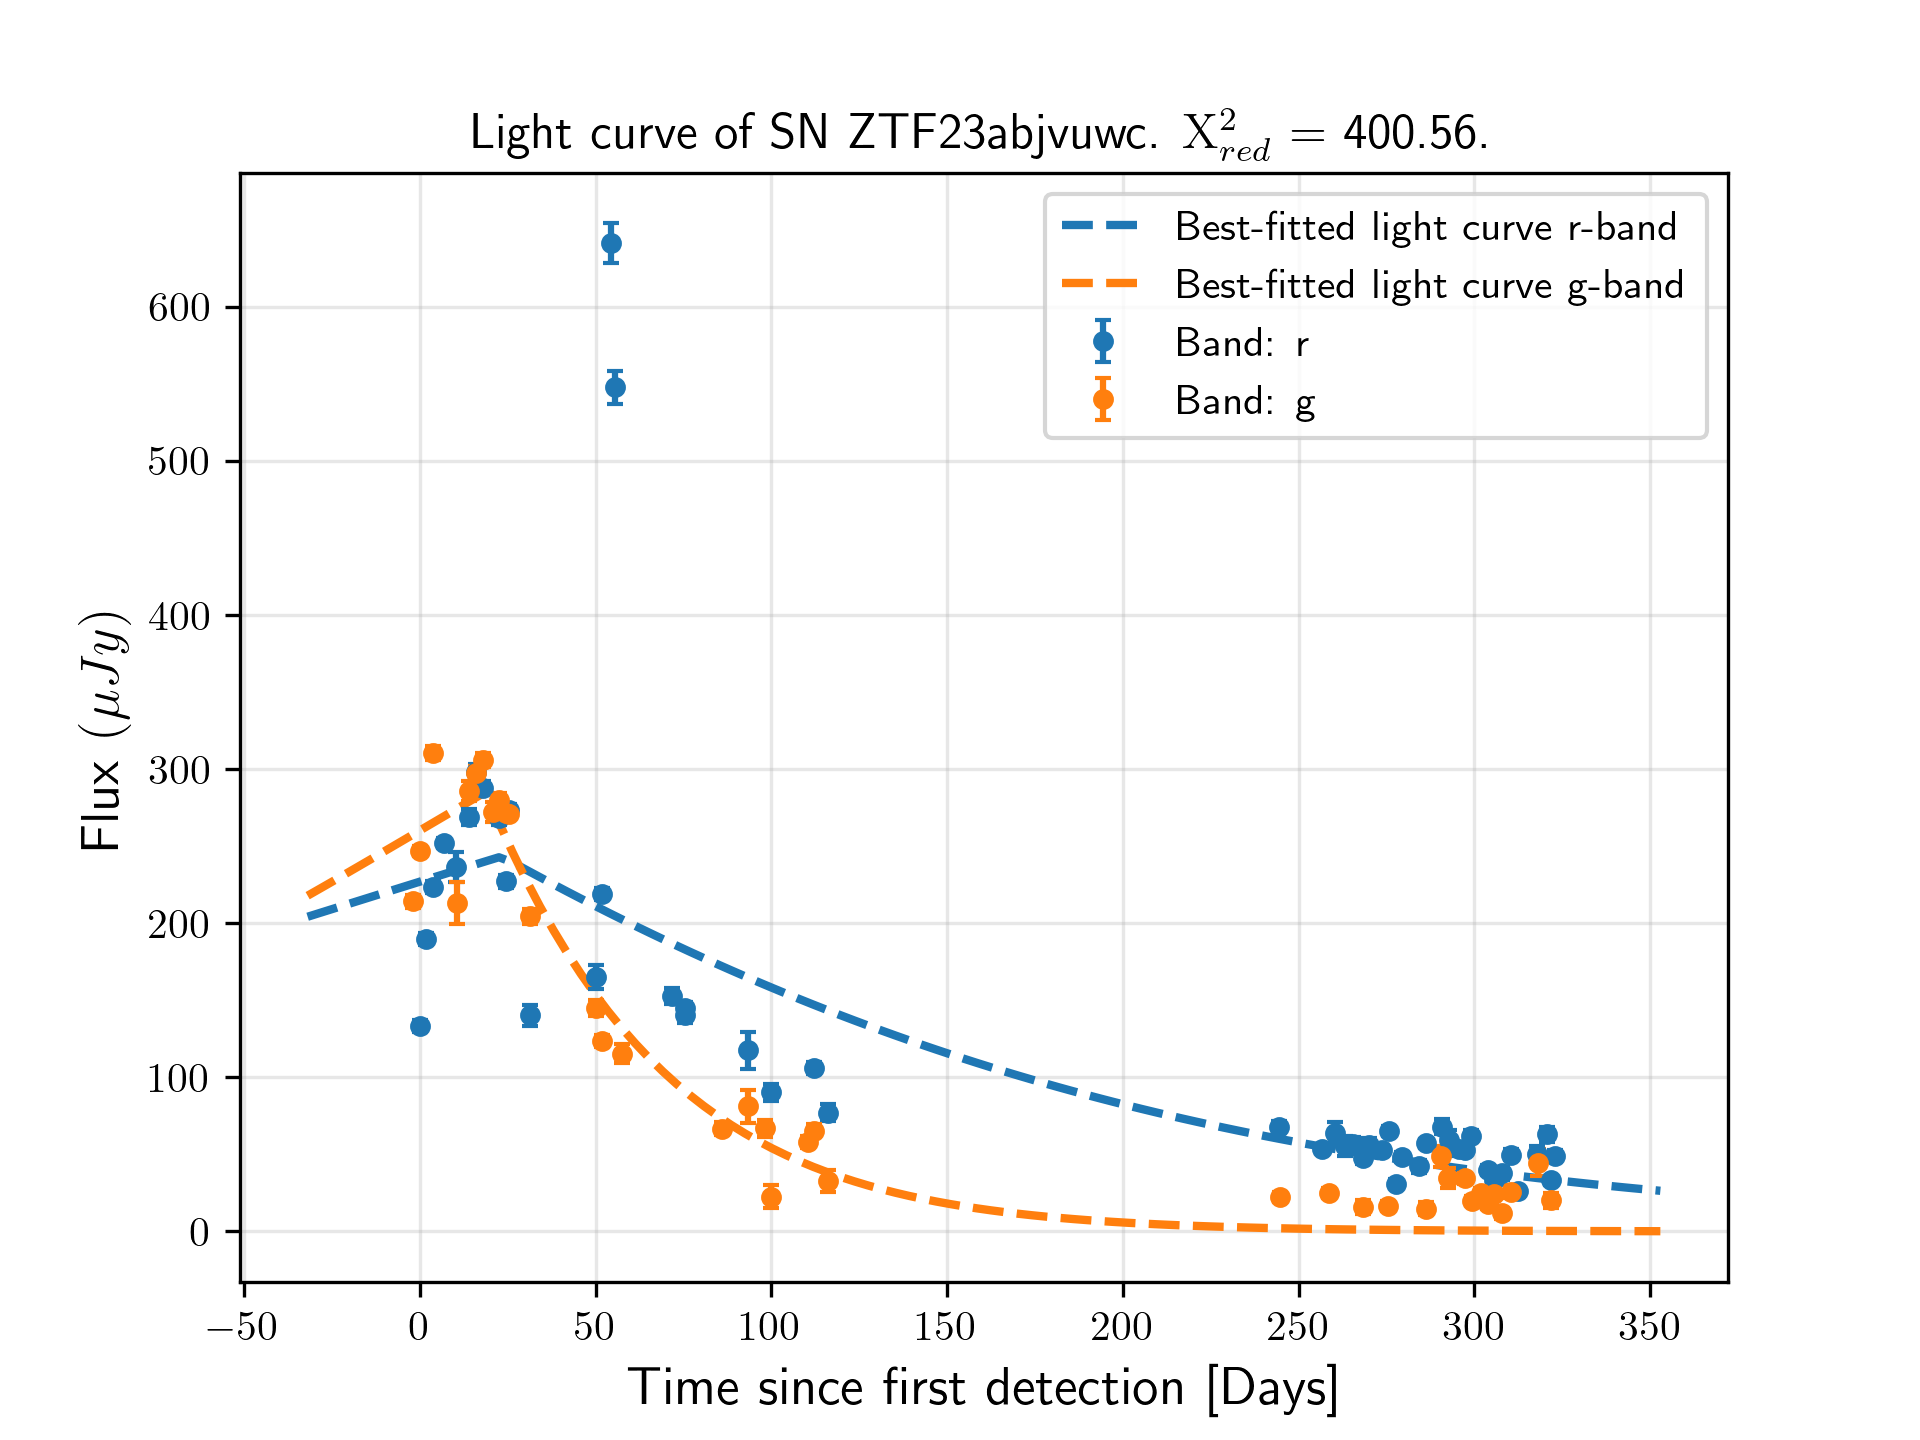 Light curve of SN ZTF23abjvuwc. X²_red = 400.56.
Best-fitted light curve r-band
Best-fitted light curve g-band
Band: r
Band: g
Flux (μJy)
600
500
400
300
200
100
0
−50 0 50 100 150 200 250 300 350
Time since first detection [Days]